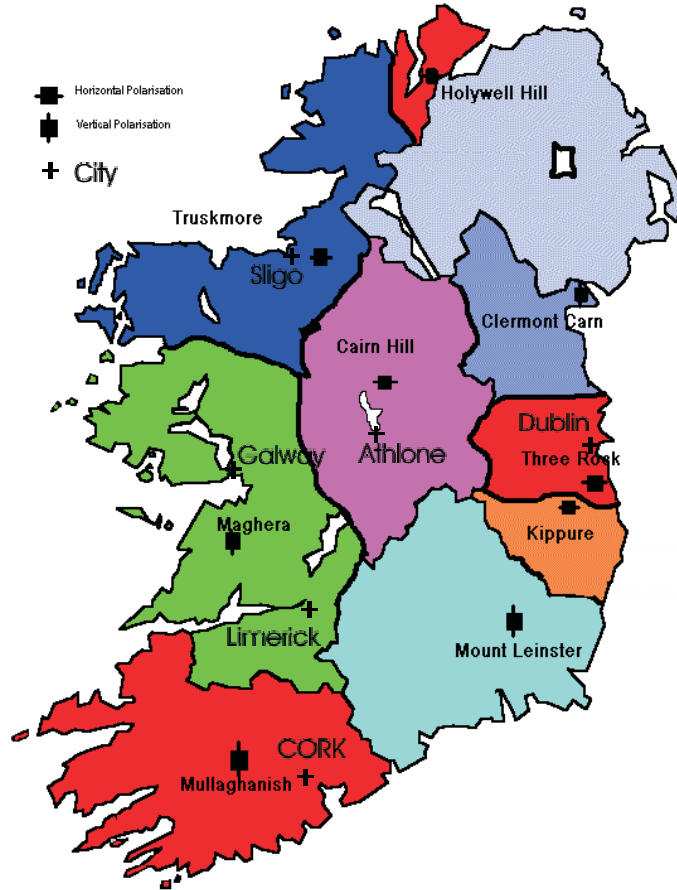 Horizontal Polarisation
Holywell Hill
Vertical Polarisation
City
Truskmore
Sligo
Clermont Carn
Cairn Hill
Dublin
Galway
Athlone
Three Rock
Maghera
Kippure
Limerick
Mount Leinster
CORK
Mullaghanish